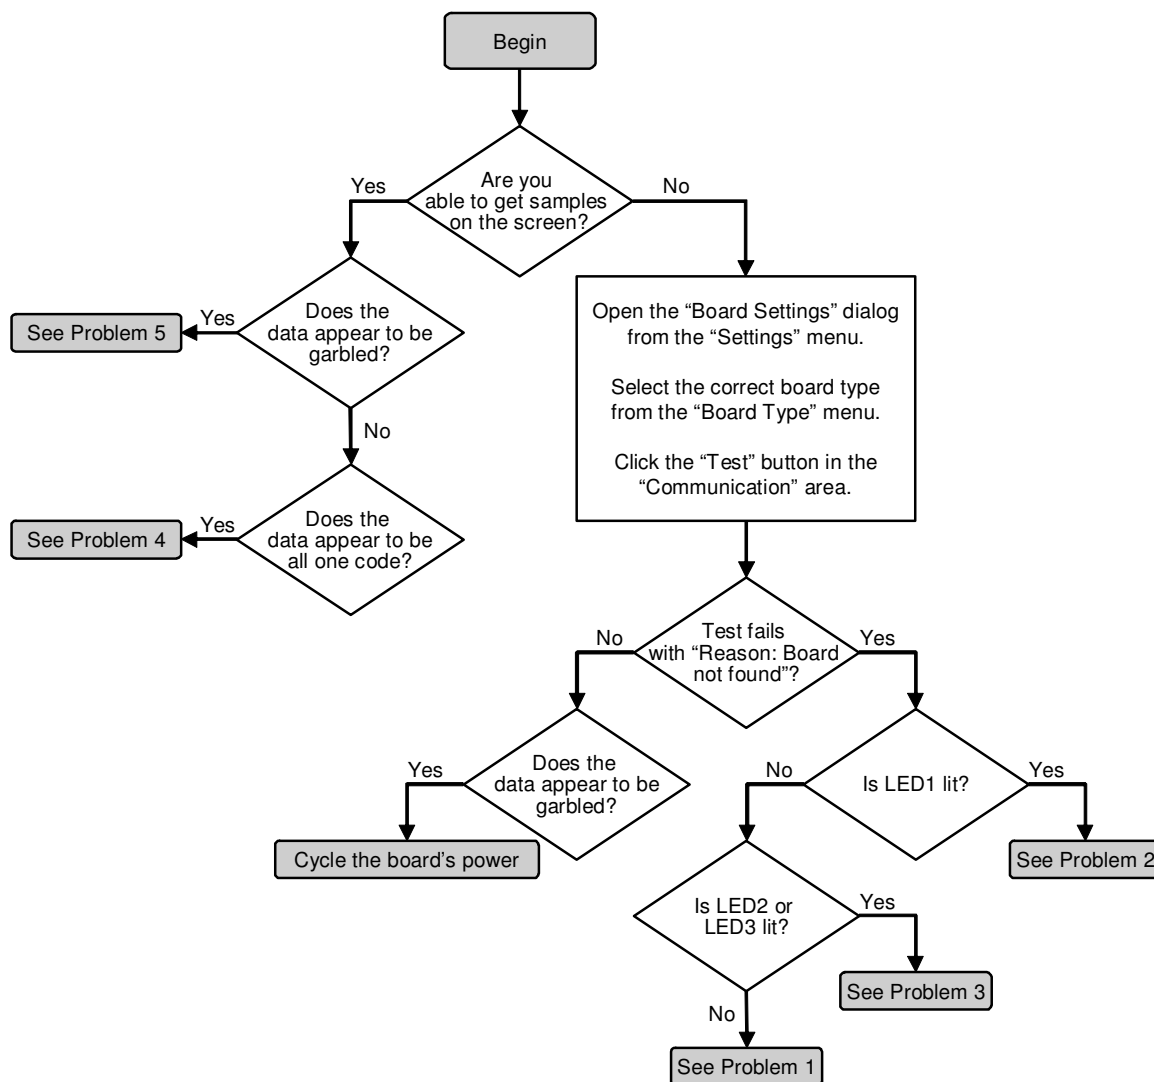 Begin
Are you
able to get samples
on the screen?
Yes
No
Does the
data appear to be
garbled?
Yes
See Problem 5
No
Open the “Board Settings” dialog
from the “Settings” menu.
Select the correct board type
from the “Board Type” menu.
Click the “Test” button in the
“Communication” area.
Does the
data appear to be
all one code?
Yes
See Problem 4
Test fails
with “Reason: Board
not found”?
No
Yes
Does the
data appear to be
garbled?
Yes
Cycle the board’s power
Is LED1 lit?
No
Yes
See Problem 2
Is LED2 or
LED3 lit?
Yes
See Problem 3
No
See Problem 1